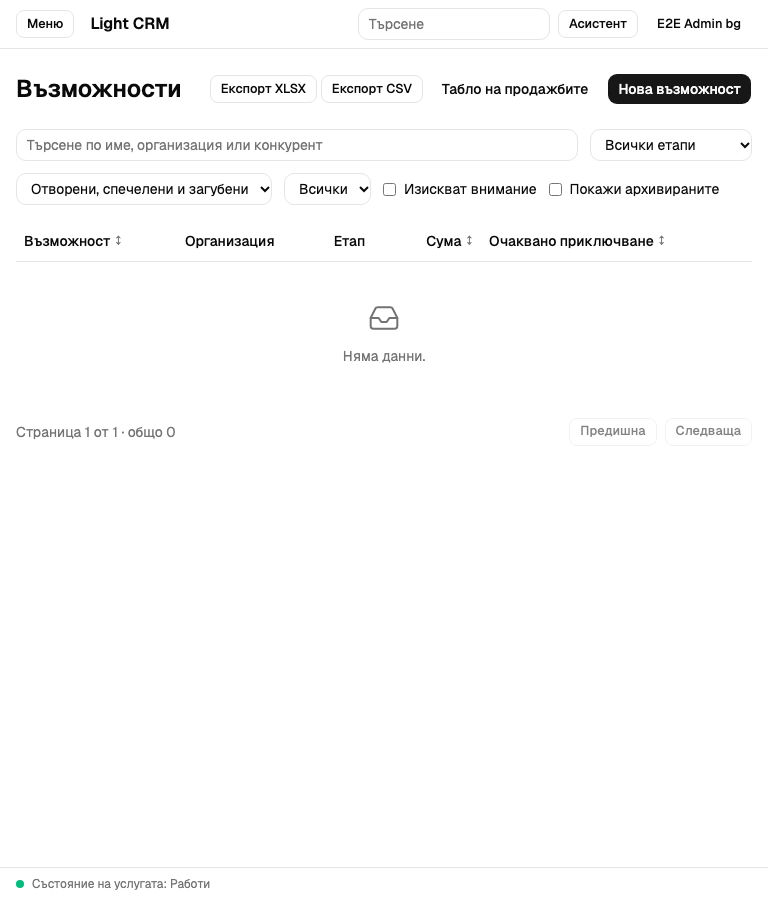 Меню Light CRM Търсене Асистент E2E Admin bg
Възможности Експорт XLSX Експорт CSV Табло на продажбите Нова възможност
Търсене по име, организация или конкурент Всички етапи
Отворени, спечелени и загубени Всички Изискват внимание Покажи архивираните
Възможност ↕ Организация Етап Сума ↕ Очаквано приключване ↕
Няма данни.
Страница 1 от 1 · общо 0 Предишна Следваща
Състояние на услугата: Работи